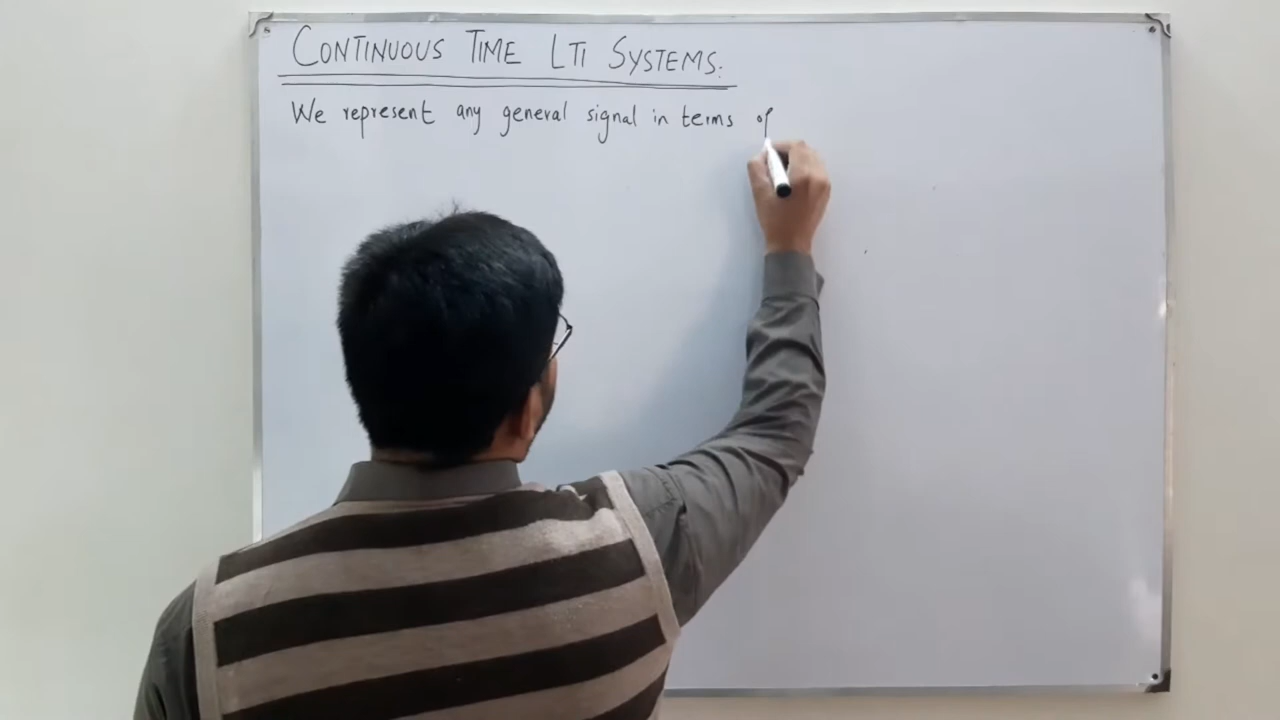 CONTINUOUS TIME LTI SYSTEMS:
We represent any general signal in terms of